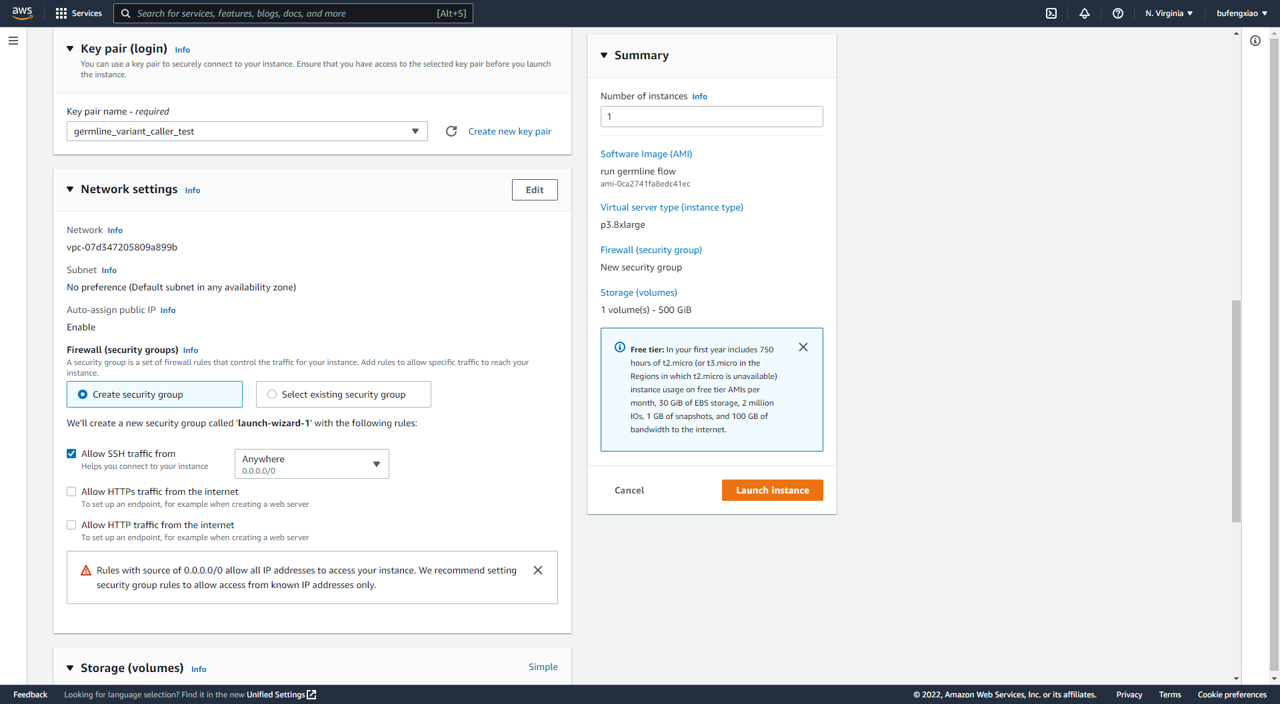 aws
Services
Search for services, features, blogs, docs, and more
[Alt+S]
N. Virginia
bufengxiao
Key pair (login) Info
You can use a key pair to securely connect to your instance. Ensure that you have access to the selected key pair before you launch
the instance.
Key pair name - required
germline_variant_caller_test
Create new key pair
Network settings Info
Edit
Network Info
vpc-07d347205809a899b
Subnet Info
No preference (Default subnet in any availability zone)
Auto-assign public IP Info
Enable
Firewall (security groups) Info
A security group is a set of firewall rules that control the traffic for your instance. Add rules to allow specific traffic to reach your
instance.
Create security group
Select existing security group
We'll create a new security group called 'launch-wizard-1' with the following rules:
Allow SSH traffic from
Helps you connect to your instance
Anywhere
0.0.0.0/0
Allow HTTPs traffic from the internet
To set up an endpoint, for example when creating a web server
Allow HTTP traffic from the internet
To set up an endpoint, for example when creating a web server
Rules with source of 0.0.0.0/0 allow all IP addresses to access your instance. We recommend setting
security group rules to allow access from known IP addresses only.
Storage (volumes) Info
Simple
Summary
Number of instances Info
1
Software Image (AMI)
run germline flow
ami-0ca2741fa8edc41ec
Virtual server type (instance type)
p3.8xlarge
Firewall (security group)
New security group
Storage (volumes)
1 volume(s) - 500 GiB
Free tier: In your first year includes 750
hours of t2.micro (or t3.micro in the
Regions in which t2.micro is unavailable)
instance usage on free tier AMIs per
month, 30 GiB of EBS storage, 2 million
IOs, 1 GB of snapshots, and 100 GB of
bandwidth to the internet.
Cancel
Launch instance
Feedback
Looking for language selection? Find it in the new Unified Settings
© 2022, Amazon Web Services, Inc. or its affiliates.
Privacy
Terms
Cookie preferences